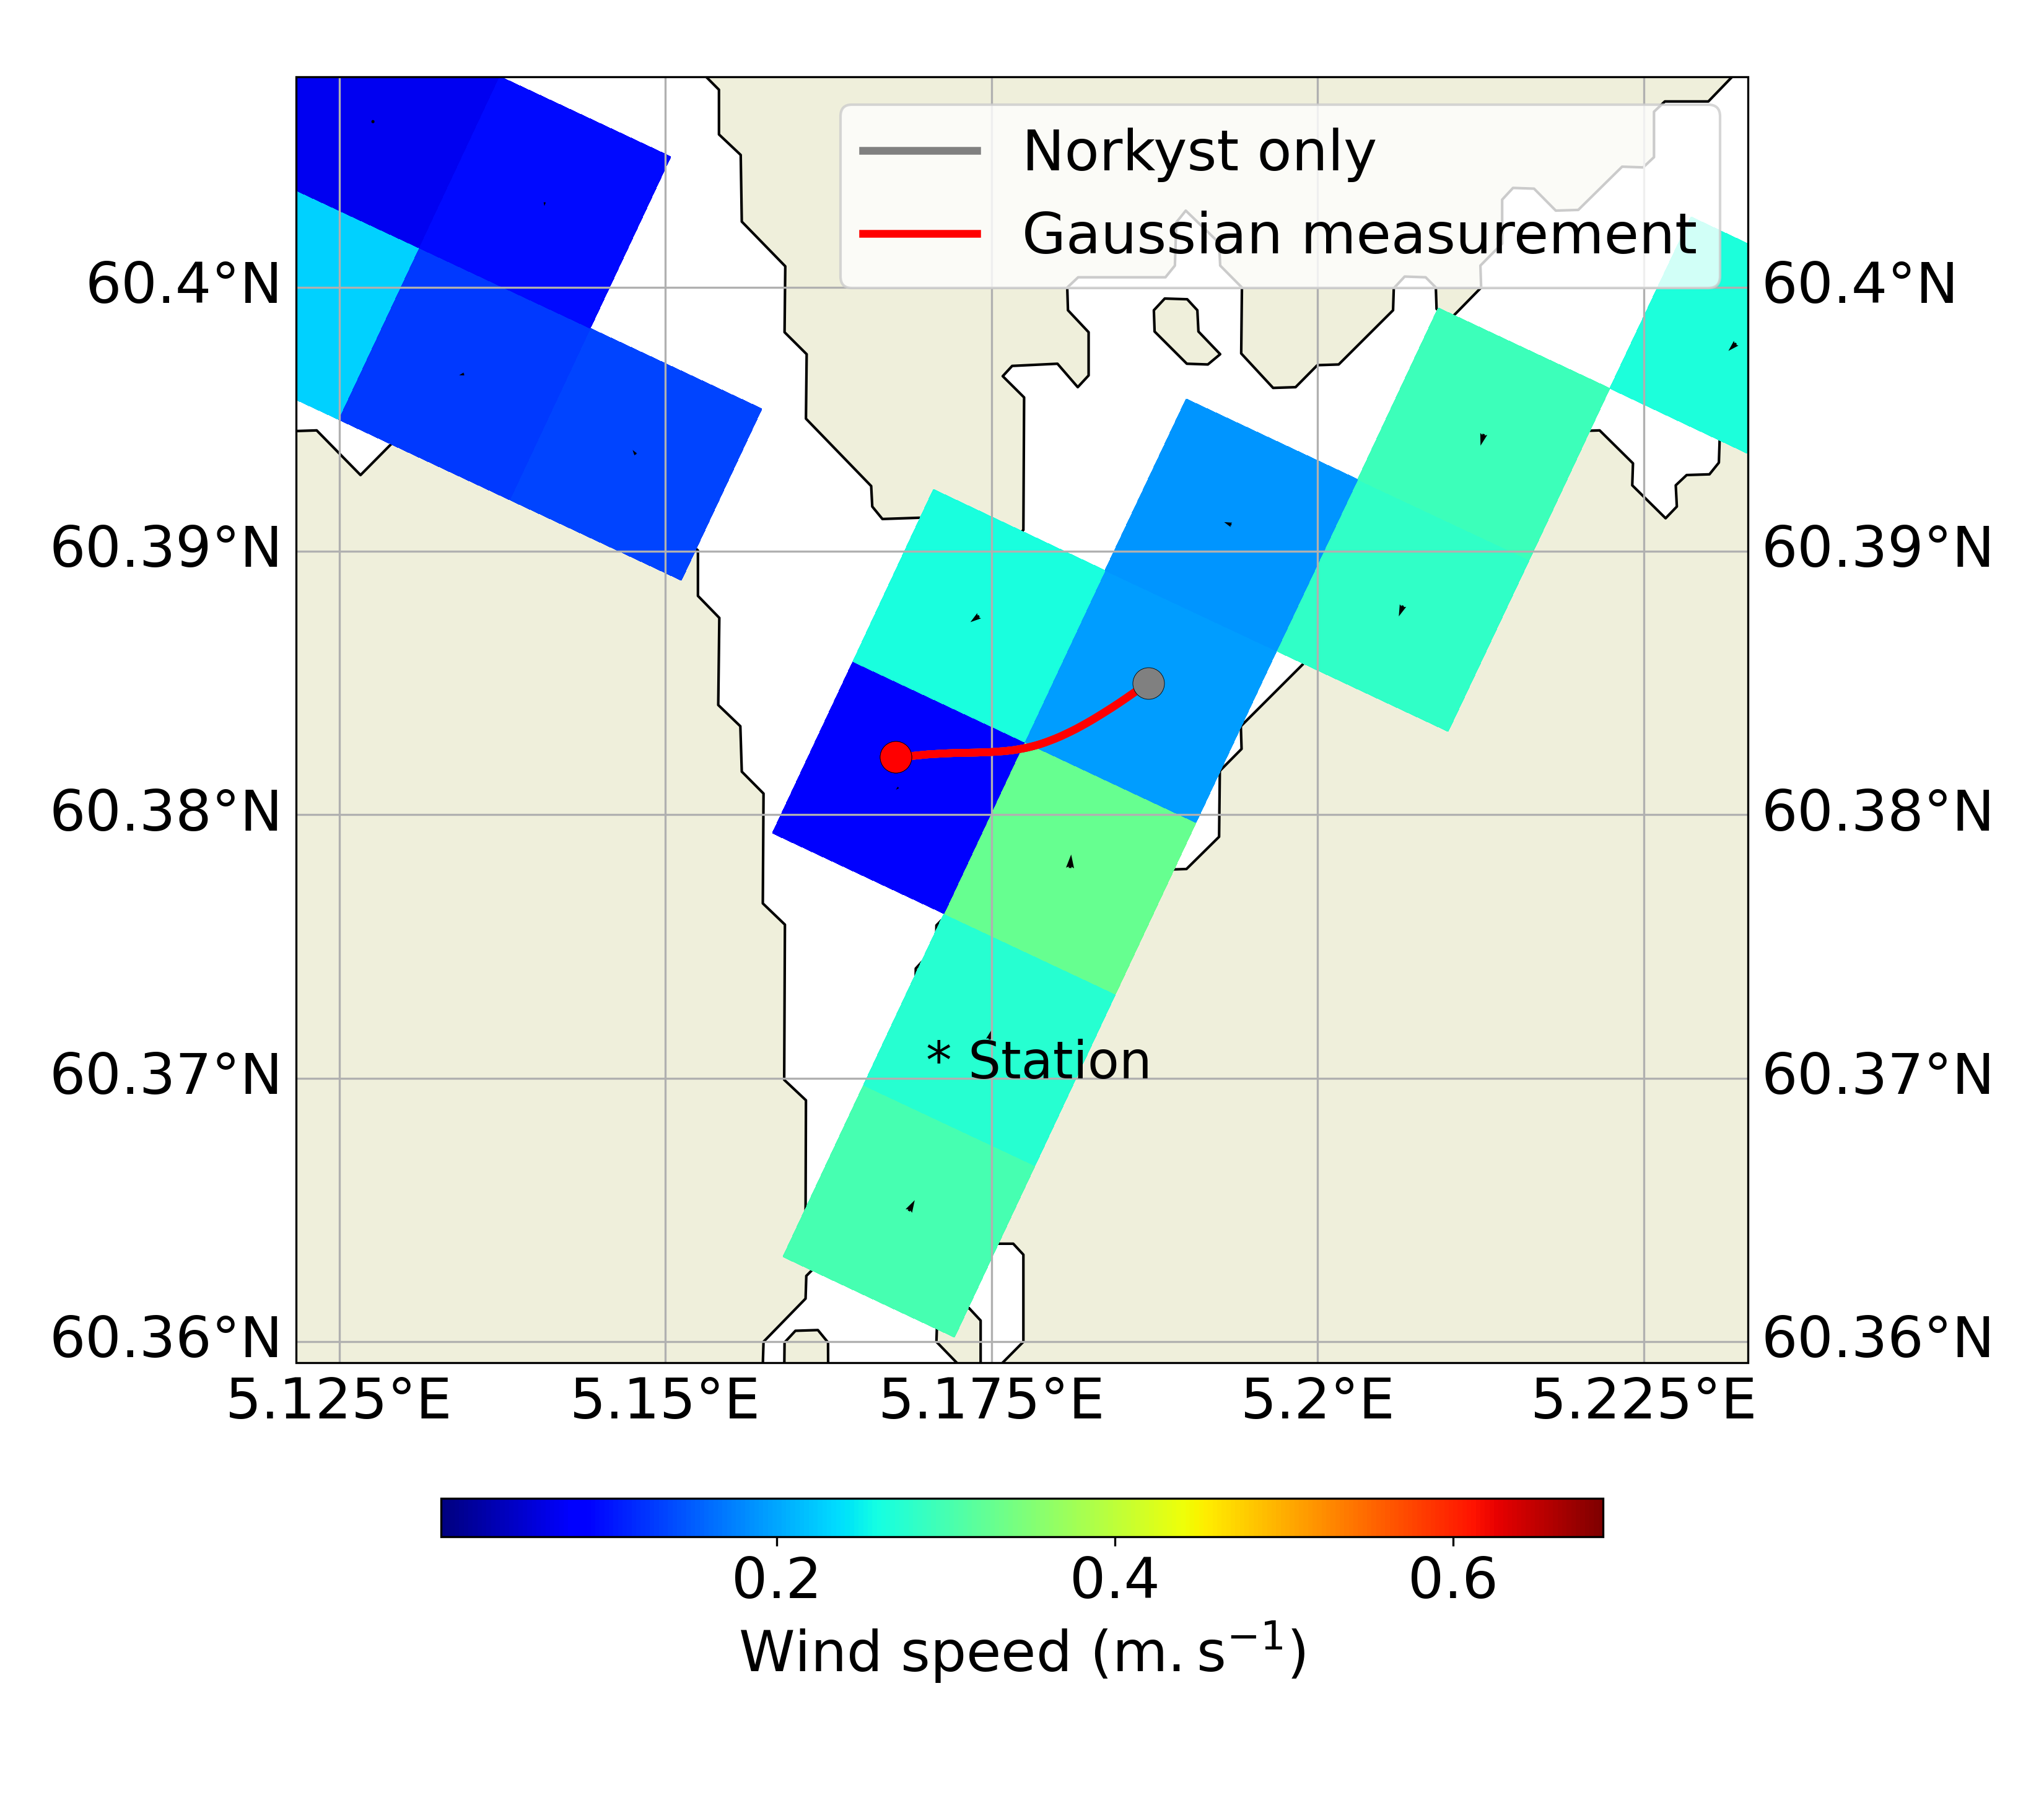 Norkyst only
Gaussian measurement
60.4°N 60.4°N
60.39°N 60.39°N
60.38°N 60.38°N
* Station
60.37°N 60.37°N
60.36°N 60.36°N
5.125°E 5.15°E 5.175°E 5.2°E 5.225°E
0.2 0.4 0.6
Wind speed (m. s⁻¹)